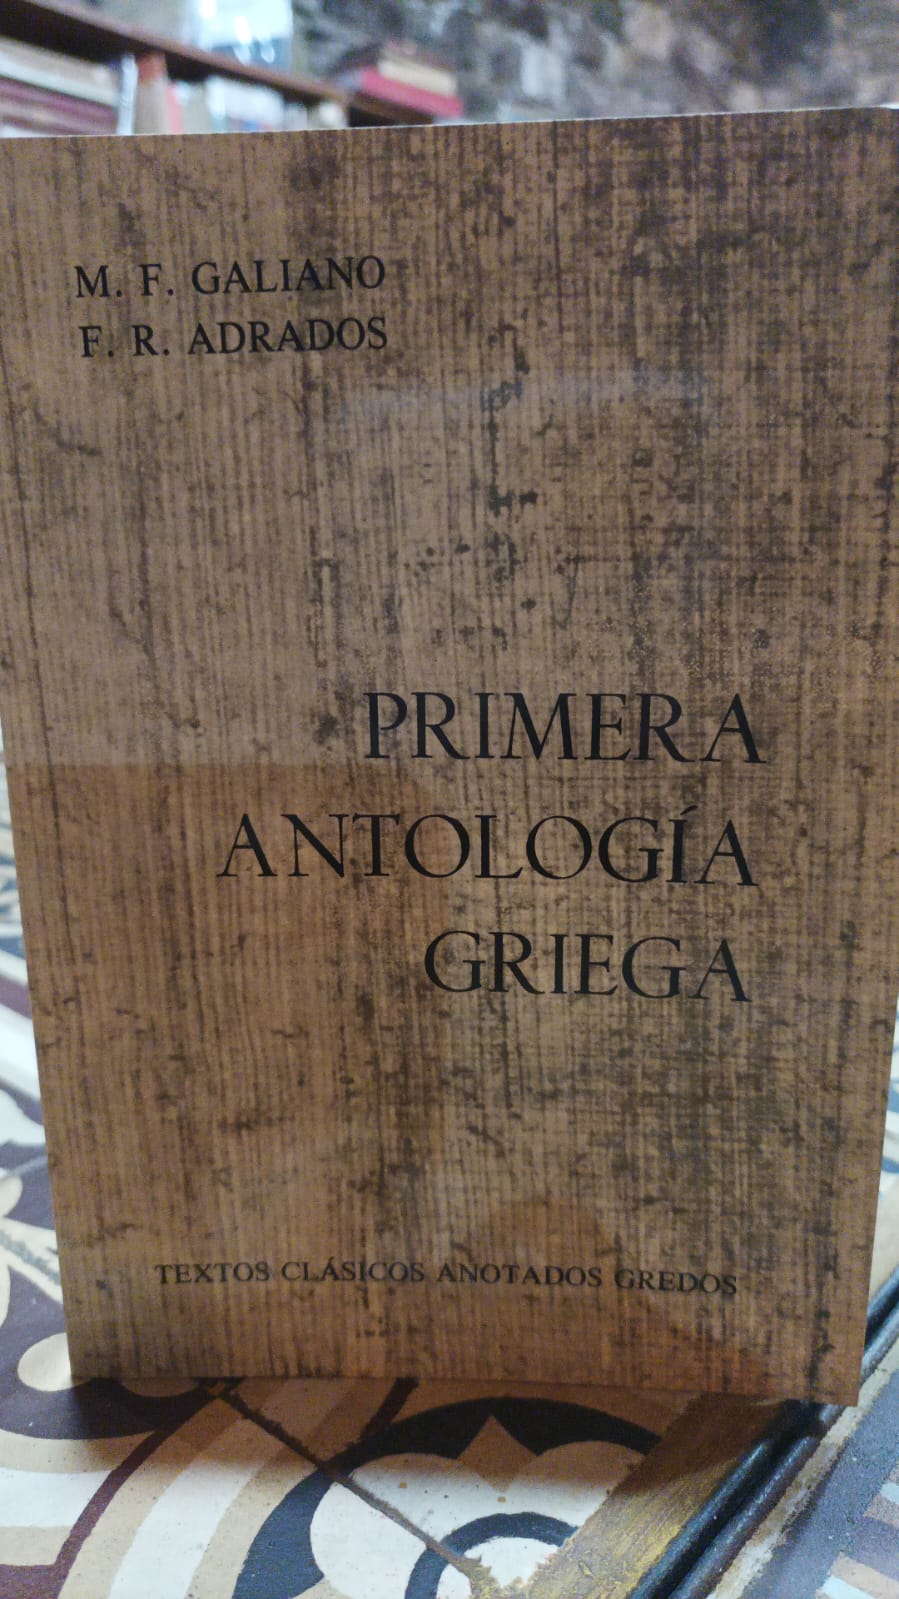 M. F. GALIANO
F. R. ADRADOS
PRIMERA
ANTOLOGÍA
GRIEGA
TEXTOS CLÁSICOS ANOTADOS GREDOS